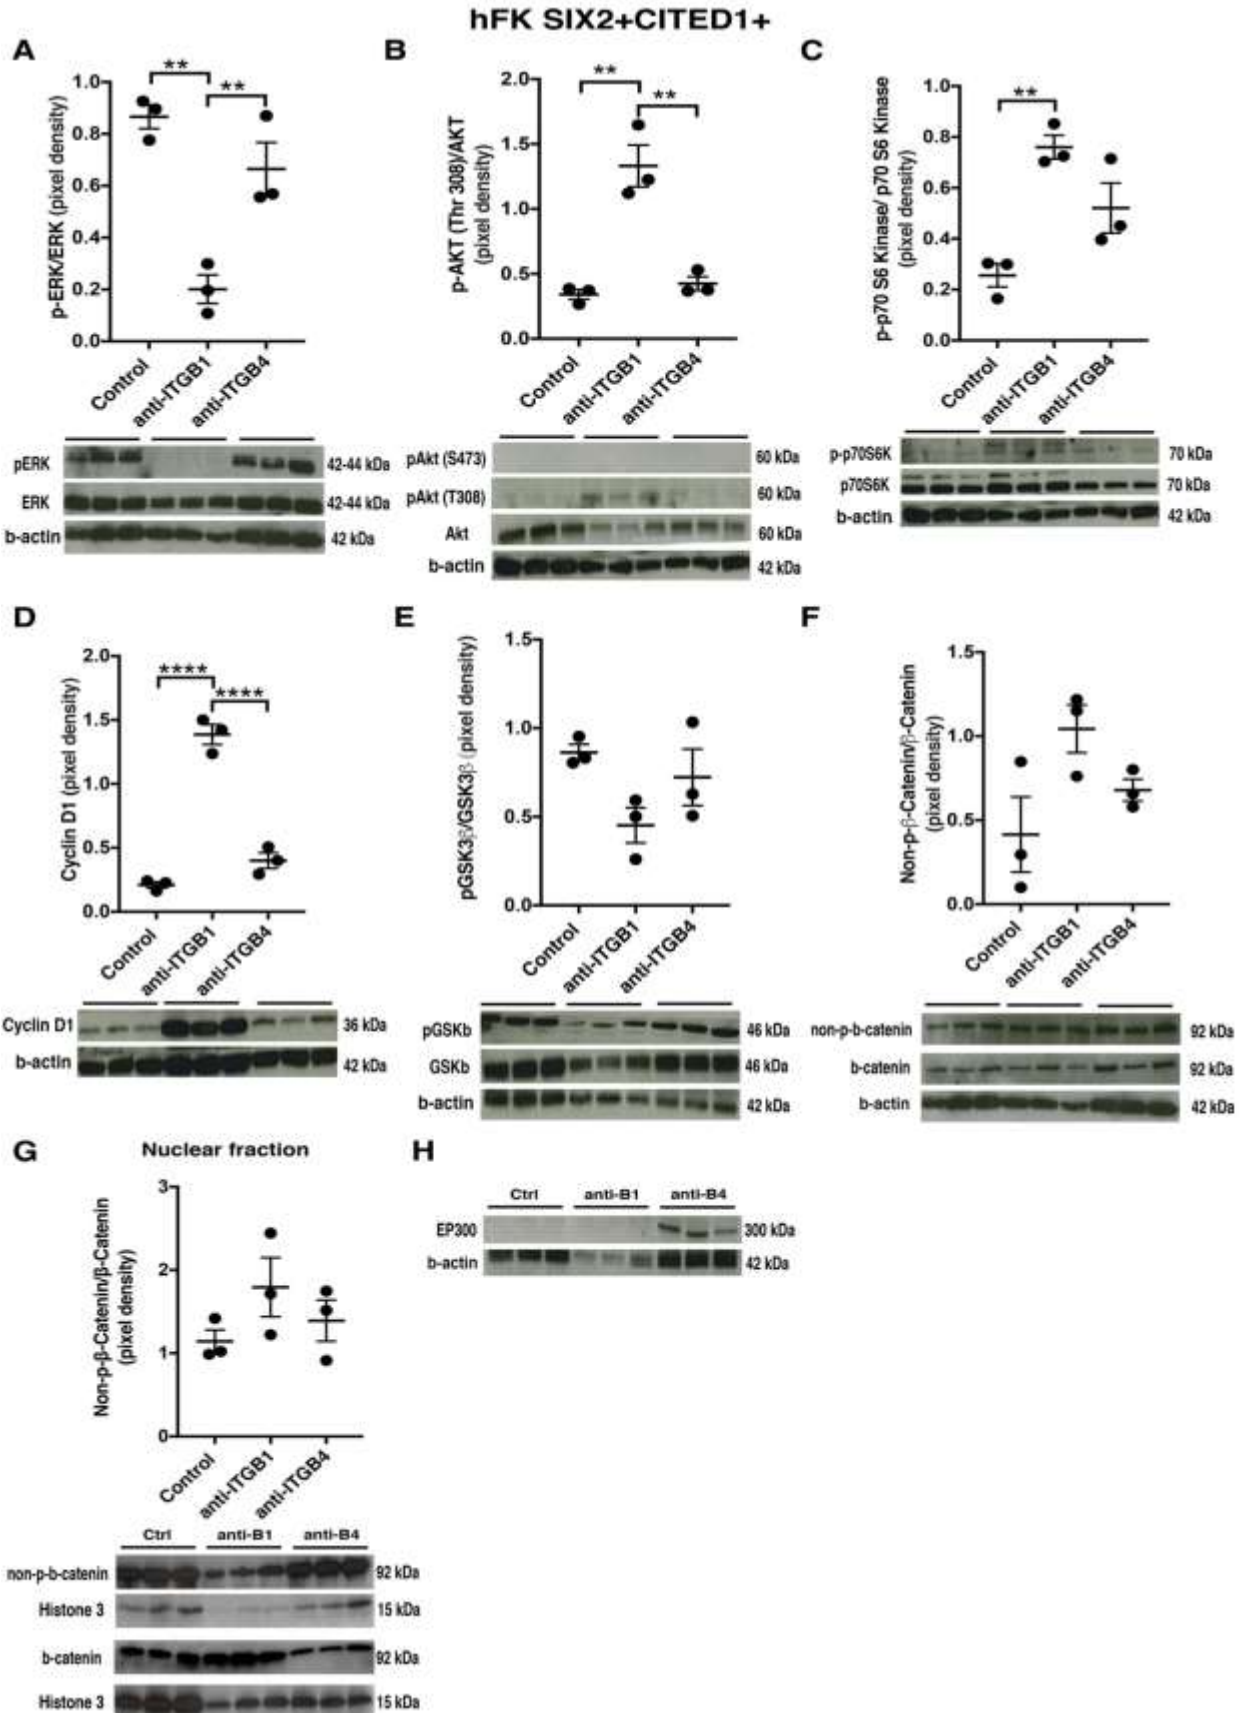 hFK SIX2+CITED1+
A
p-ERK/ERK (pixel density)
1.0
0.8
0.6
0.4
0.2
0.0
**
**
Control
anti-ITGB1
anti-ITGB4
pERK
42-44 kDa
ERK
42-44 kDa
b-actin
42 kDa
B
p-AKT (Thr 308)/AKT
(pixel density)
2.0
1.5
1.0
0.5
0.0
**
**
Control
anti-ITGB1
anti-ITGB4
pAkt (S473)
60 kDa
pAkt (T308)
60 kDa
Akt
60 kDa
b-actin
42 kDa
C
p-p70 S6 Kinase/ p70 S6 Kinase
(pixel density)
1.0
0.8
0.6
0.4
0.2
0.0
**
Control
anti-ITGB1
anti-ITGB4
p-p70S6K
70 kDa
p70S6K
70 kDa
b-actin
42 kDa
D
Cyclin D1 (pixel density)
2.0
1.5
1.0
0.5
0.0
****
****
Control
anti-ITGB1
anti-ITGB4
Cyclin D1
36 kDa
b-actin
42 kDa
E
pGSK3β/GSK3β (pixel density)
1.5
1.0
0.5
0.0
Control
anti-ITGB1
anti-ITGB4
pGSKb
46 kDa
GSKb
46 kDa
b-actin
42 kDa
F
Non-p-β-Catenin/β-Catenin
(pixel density)
1.5
1.0
0.5
0.0
Control
anti-ITGB1
anti-ITGB4
non-p-b-catenin
92 kDa
b-catenin
92 kDa
b-actin
42 kDa
G
Nuclear fraction
Non-p-β-Catenin/β-Catenin
(pixel density)
3
2
1
0
Control
anti-ITGB1
anti-ITGB4
Ctrl anti-B1 anti-B4
non-p-b-catenin
92 kDa
Histone 3
15 kDa
b-catenin
92 kDa
Histone 3
15 kDa
H
Ctrl anti-B1 anti-B4
EP300
300 kDa
b-actin
42 kDa